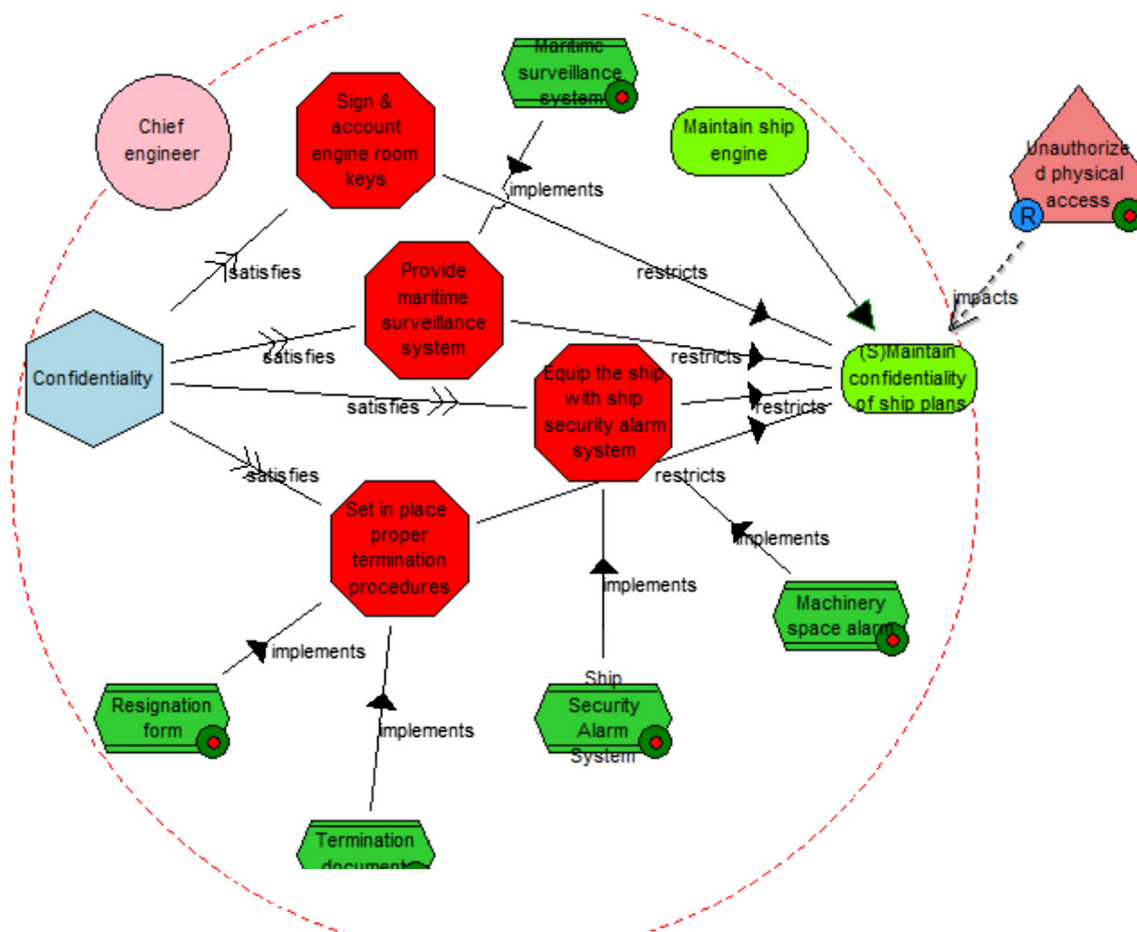 Maritime
surveillance
system
Chief
engineer
Sign &
account
engine room
keys
Maintain ship
engine
Unauthorize
d physical
access
R
implements
satisfies
restricts
Provide
maritime
surveillance
system
impacts
Confidentiality
satisfies
restricts
(S)Maintain
confidentiality
of ship plans
Equip the ship
with ship
security alarm
system
satisfies
restricts
satisfies
restricts
Set in place
proper
termination
procedures
implements
implements
Machinery
space alarm
implements
Resignation
form
Ship
Security
Alarm
System
implements
Termination
document